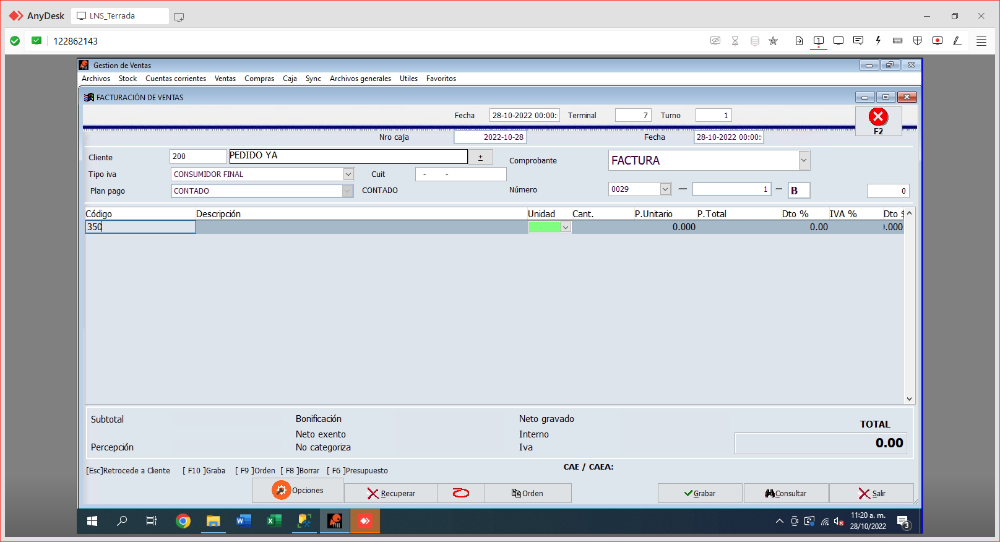 AnyDesk LNS_Terrada
122862143
Gestion de Ventas
Archivos Stock Cuentas corrientes Ventas Compras Caja Sync Archivos generales Utiles Favoritos
FACTURACIÓN DE VENTAS
Fecha 28-10-2022 00:00: Terminal 7 Turno 1
F2
Nro caja 2022-10-28 Fecha 28-10-2022 00:00:
Cliente 200 PEDIDO YA + Comprobante FACTURA
Tipo iva CONSUMIDOR FINAL Cuit - -
Plan pago CONTADO CONTADO Número 0029 — 1 — B 0
Código Descripción Unidad Cant. P.Unitario P.Total Dto % IVA % Dto $
350 0.000 0.00 0.000
Subtotal Bonificación Neto gravado
TOTAL
Neto exento Interno
0.00
Percepción No categoriza Iva
CAE / CAEA:
[Esc]Retrocede a Cliente [ F10 ]Graba [ F9 ]Orden [ F8 ]Borrar [ F6 ]Presupuesto
Opciones Recuperar Orden Grabar Consultar Salir
11:20 a. m.
28/10/2022
3